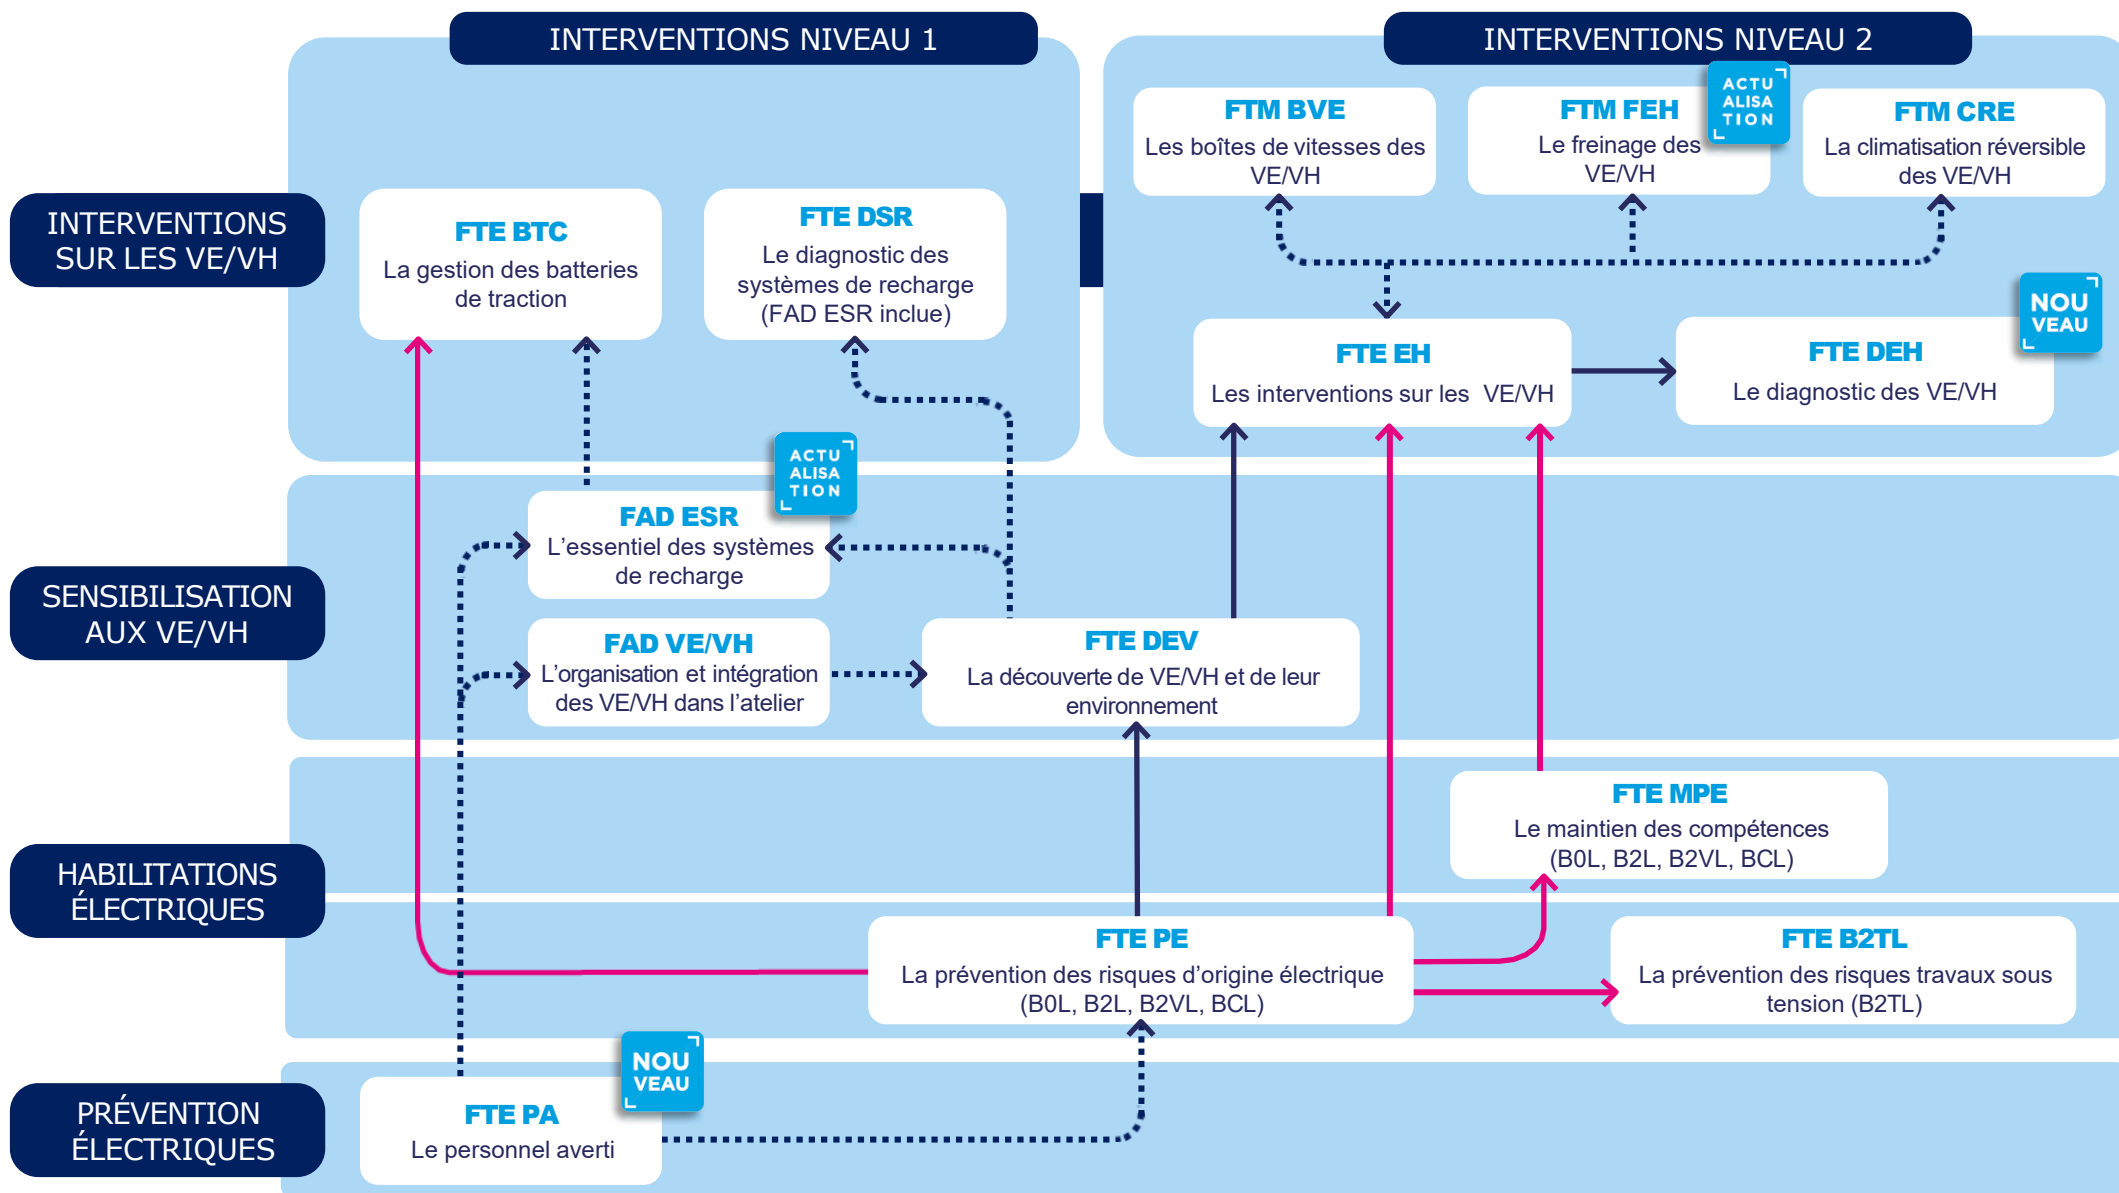 INTERVENTIONS NIVEAU 1
INTERVENTIONS NIVEAU 2
INTERVENTIONS
SUR LES VE/VH
FTE BTC
La gestion des batteries
de traction
FTE DSR
Le diagnostic des
systèmes de recharge
(FAD ESR inclue)
FTM BVE
Les boîtes de vitesses des
VE/VH
FTM FEH
Le freinage des
VE/VH
ACTU
ALISA
TION
FTM CRE
La climatisation réversible
des VE/VH
FTE EH
Les interventions sur les VE/VH
FTE DEH
Le diagnostic des VE/VH
NOU
VEAU
SENSIBILISATION
AUX VE/VH
FAD ESR
L'essentiel des systèmes
de recharge
ACTU
ALISA
TION
FAD VE/VH
L'organisation et intégration
des VE/VH dans l'atelier
FTE DEV
La découverte de VE/VH et de leur
environnement
HABILITATIONS
ÉLECTRIQUES
FTE MPE
Le maintien des compétences
(B0L, B2L, B2VL, BCL)
FTE PE
La prévention des risques d'origine électrique
(B0L, B2L, B2VL, BCL)
FTE B2TL
La prévention des risques travaux sous
tension (B2TL)
PRÉVENTION
ÉLECTRIQUES
FTE PA
Le personnel averti
NOU
VEAU